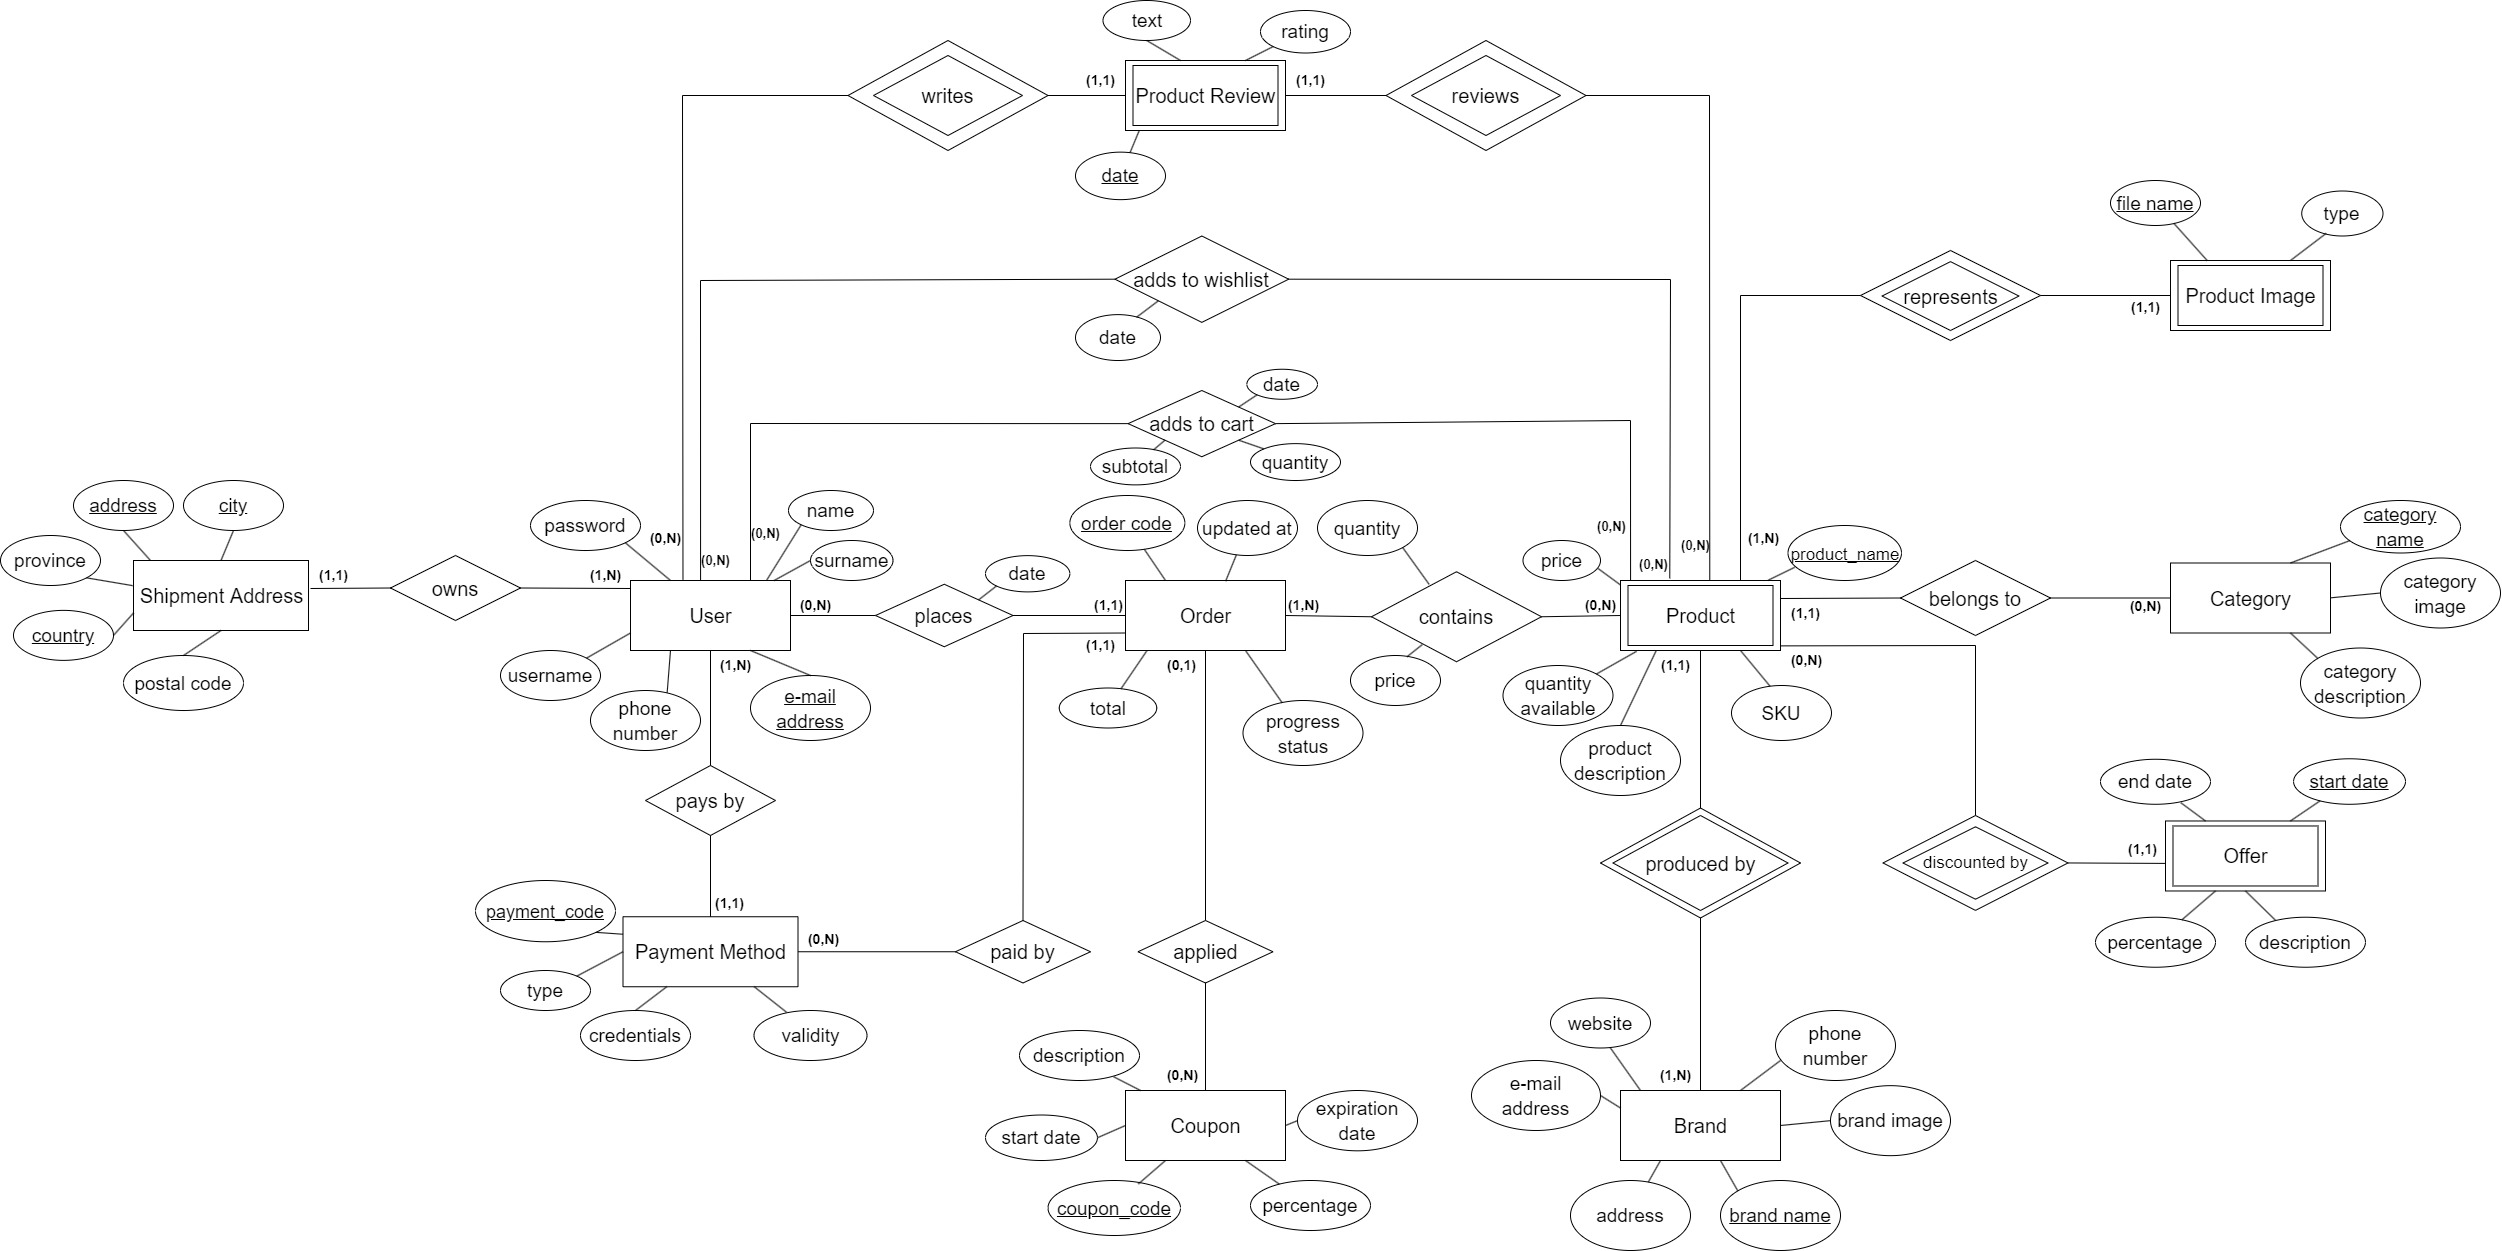 text
rating
writes
(1,1)
Product Review
(1,1)
reviews
date
file name
type
adds to wishlist
date
represents
(1,1)
Product Image
date
adds to cart
subtotal
quantity
address
city
province
country
postal code
Shipment Address
(1,1)
owns
(1,N)
password
(0,N)
(0,N)
(0,N)
name
surname
User
username
phone
number
(1,N)
e-mail
address
(0,N)
places
date
(1,1)
order code
updated at
Order
(1,1)
(0,1)
total
progress
status
(1,N)
quantity
contains
price
(0,N)
(0,N)
(0,N)
(0,N)
(1,N)
price
product_name
Product
quantity
available
product
description
(1,1)
SKU
(1,1)
belongs to
(0,N)
Category
category
name
category
image
category
description
(0,N)
pays by
(1,1)
payment_code
Payment Method
type
credentials
validity
(0,N)
paid by
applied
produced by
discounted by
(1,1)
end date
start date
Offer
percentage
description
description
(0,N)
start date
Coupon
expiration
date
coupon_code
percentage
website
(1,N)
phone
number
e-mail
address
Brand
brand image
address
brand name